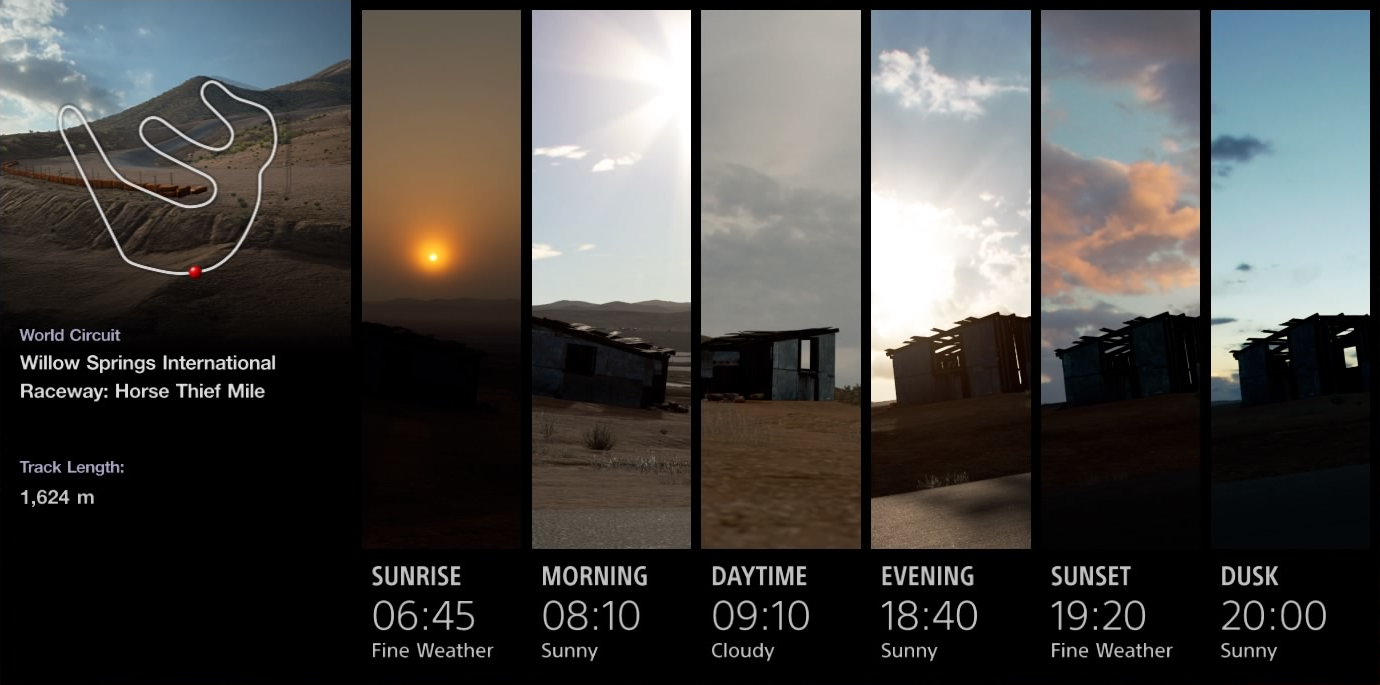 World Circuit
Willow Springs International
Raceway: Horse Thief Mile
Track Length:
1,624 m
SUNRISE
06:45
Fine Weather
MORNING
08:10
Sunny
DAYTIME
09:10
Cloudy
EVENING
18:40
Sunny
SUNSET
19:20
Fine Weather
DUSK
20:00
Sunny